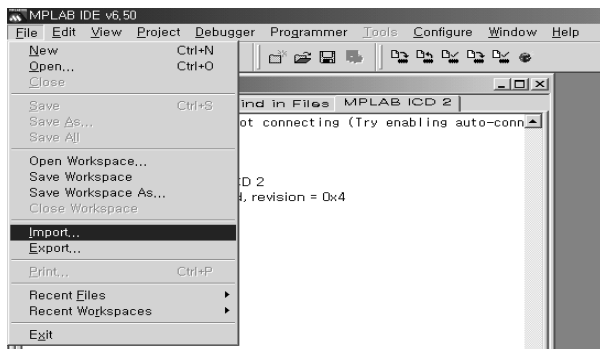 MPLAB IDE v6,50
File Edit View Project Debugger Programmer Tools Configure Window Help
New Ctrl+N
Open... Ctrl+O
Close
Save Ctrl+S
Save As...
Save All
Open Workspace...
Save Workspace
Save Workspace As...
Close Workspace
Import...
Export...
Print... Ctrl+P
Recent Files
Recent Workspaces
Exit
ind in Files MPLAB ICD 2
ot connecting (Try enabling auto-conn
CD 2
d, revision = 0x4